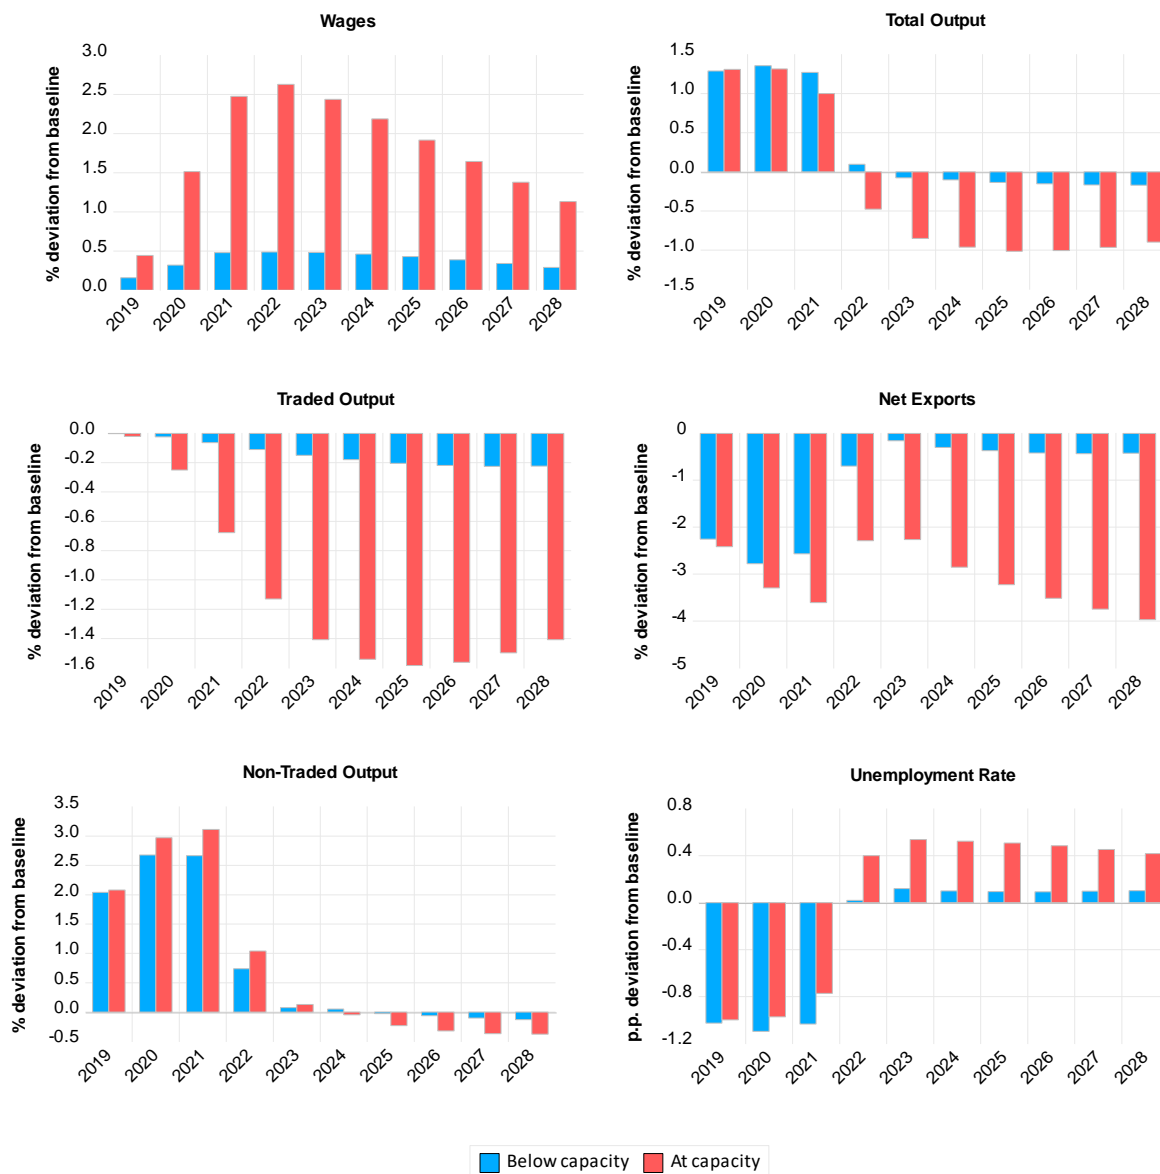 Wages
% deviation from baseline
3.0
2.5
2.0
1.5
1.0
0.5
0.0
2019 2020 2021 2022 2023 2024 2025 2026 2027 2028
Total Output
% deviation from baseline
1.5
1.0
0.5
0.0
-0.5
-1.0
-1.5
2019 2020 2021 2022 2023 2024 2025 2026 2027 2028
Traded Output
% deviation from baseline
0.0
-0.2
-0.4
-0.6
-0.8
-1.0
-1.2
-1.4
-1.6
2019 2020 2021 2022 2023 2024 2025 2026 2027 2028
Net Exports
% deviation from baseline
0
-1
-2
-3
-4
-5
2019 2020 2021 2022 2023 2024 2025 2026 2027 2028
Non-Traded Output
% deviation from baseline
3.5
3.0
2.5
2.0
1.5
1.0
0.5
0.0
-0.5
2019 2020 2021 2022 2023 2024 2025 2026 2027 2028
Unemployment Rate
p.p. deviation from baseline
0.8
0.4
0.0
-0.4
-0.8
-1.2
2019 2020 2021 2022 2023 2024 2025 2026 2027 2028
Below capacity At capacity